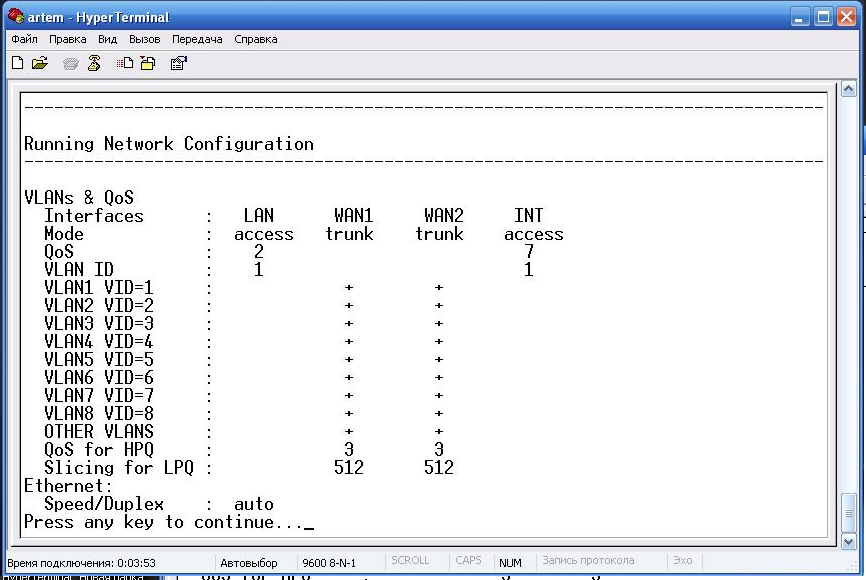 artem - HyperTerminal
Файл Правка Вид Вызов Передача Справка
--------------------------------------------------------------------------------
Running Network Configuration
--------------------------------------------------------------------------------
VLANs & QoS
Interfaces : LAN WAN1 WAN2 INT
Mode : access trunk trunk access
QoS : 2 7
VLAN ID : 1 1
VLAN1 VID=1 : + +
VLAN2 VID=2 : + +
VLAN3 VID=3 : + +
VLAN4 VID=4 : + +
VLAN5 VID=5 : + +
VLAN6 VID=6 : + +
VLAN7 VID=7 : + +
VLAN8 VID=8 : + +
OTHER VLANS : + +
QoS for HPQ : 3 3
Slicing for LPQ : 512 512
Ethernet:
Speed/Duplex : auto
Press any key to continue..._
Время подключения: 0:03:53 Автовыбор 9600 8-N-1 SCROLL CAPS NUM Запись протокола Эхо